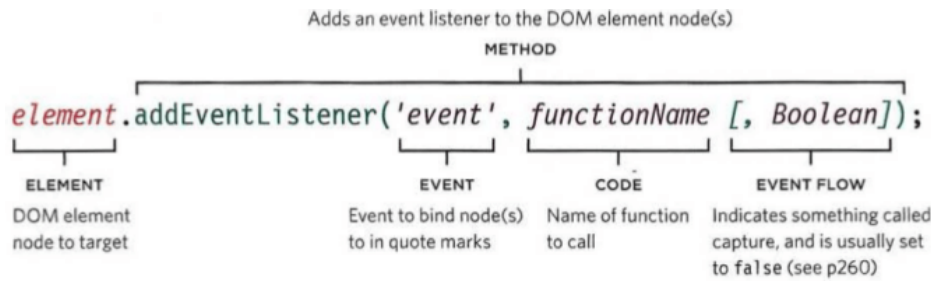 Adds an event listener to the DOM element node(s)
METHOD
element.addEventListener('event', functionName [, Boolean]);
ELEMENT
DOM element
node to target
EVENT
Event to bind node(s)
to in quote marks
CODE
Name of function
to call
EVENT FLOW
Indicates something called
capture, and is usually set
to false (see p260)